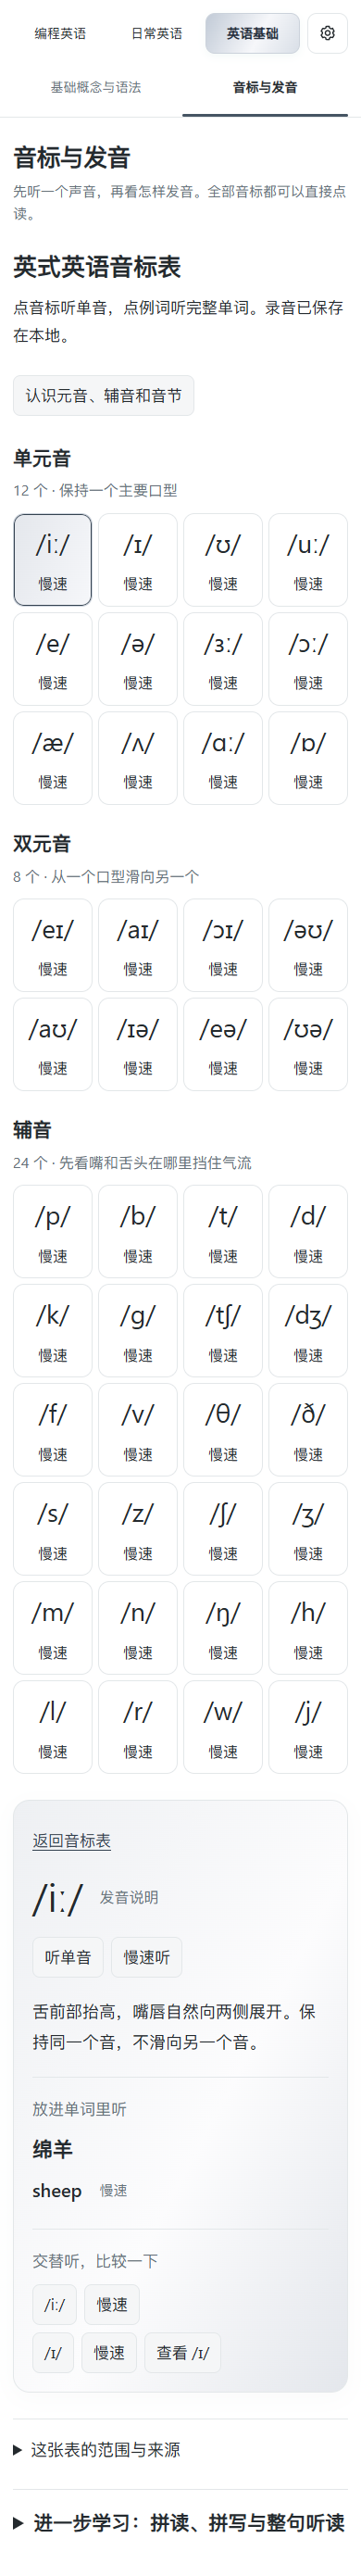 编程英语 日常英语 英语基础
基础概念与语法 音标与发音
音标与发音
先听一个声音，再看怎样发音。全部音标都可以直接点
读。
英式英语音标表
点音标听单音，点例词听完整单词。录音已保存
在本地。
认识元音、辅音和音节
单元音
12 个 · 保持一个主要口型
/iː/ /ɪ/ /ʊ/ /uː/
慢速 慢速 慢速 慢速
/e/ /ə/ /ɜː/ /ɔː/
慢速 慢速 慢速 慢速
/æ/ /ʌ/ /ɑː/ /ɒ/
慢速 慢速 慢速 慢速
双元音
8 个 · 从一个口型滑向另一个
/eɪ/ /aɪ/ /ɔɪ/ /əʊ/
慢速 慢速 慢速 慢速
/aʊ/ /ɪə/ /eə/ /ʊə/
慢速 慢速 慢速 慢速
辅音
24 个 · 先看嘴和舌头在哪里挡住气流
/p/ /b/ /t/ /d/
慢速 慢速 慢速 慢速
/k/ /g/ /tʃ/ /dʒ/
慢速 慢速 慢速 慢速
/f/ /v/ /θ/ /ð/
慢速 慢速 慢速 慢速
/s/ /z/ /ʃ/ /ʒ/
慢速 慢速 慢速 慢速
/m/ /n/ /ŋ/ /h/
慢速 慢速 慢速 慢速
/l/ /r/ /w/ /j/
慢速 慢速 慢速 慢速
返回音标表
/iː/ 发音说明
听单音 慢速听
舌前部抬高，嘴唇自然向两侧展开。保
持同一个音，不滑向另一个音。
放进单词里听
绵羊
sheep 慢速
交替听，比较一下
/iː/ 慢速
/ɪ/ 慢速 查看 /ɪ/
▶ 这张表的范围与来源
▶ 进一步学习：拼读、拼写与整句听读